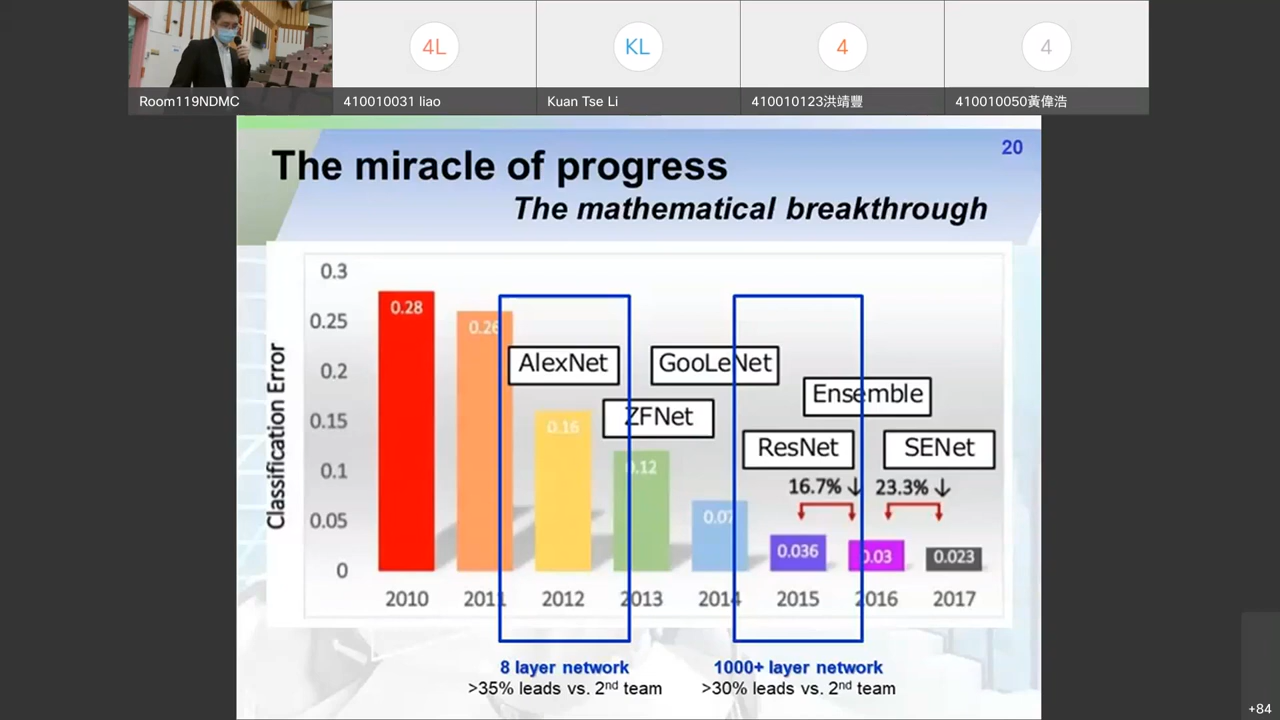 4L
KL
4
4
Room119NDMC
410010031 liao
Kuan Tse Li
410010123洪靖豐
410010050黃偉浩
20
The miracle of progress
The mathematical breakthrough
Classification Error
0.3
0.25
0.2
0.15
0.1
0.05
0
0.28
0.26
0.16
0.12
0.07
0.036
0.03
0.023
AlexNet
ZFNet
GooLeNet
ResNet
Ensemble
SENet
16.7% ↓
23.3% ↓
2010
2011
2012
2013
2014
2015
2016
2017
8 layer network
>35% leads vs. 2nd team
1000+ layer network
>30% leads vs. 2nd team
+84